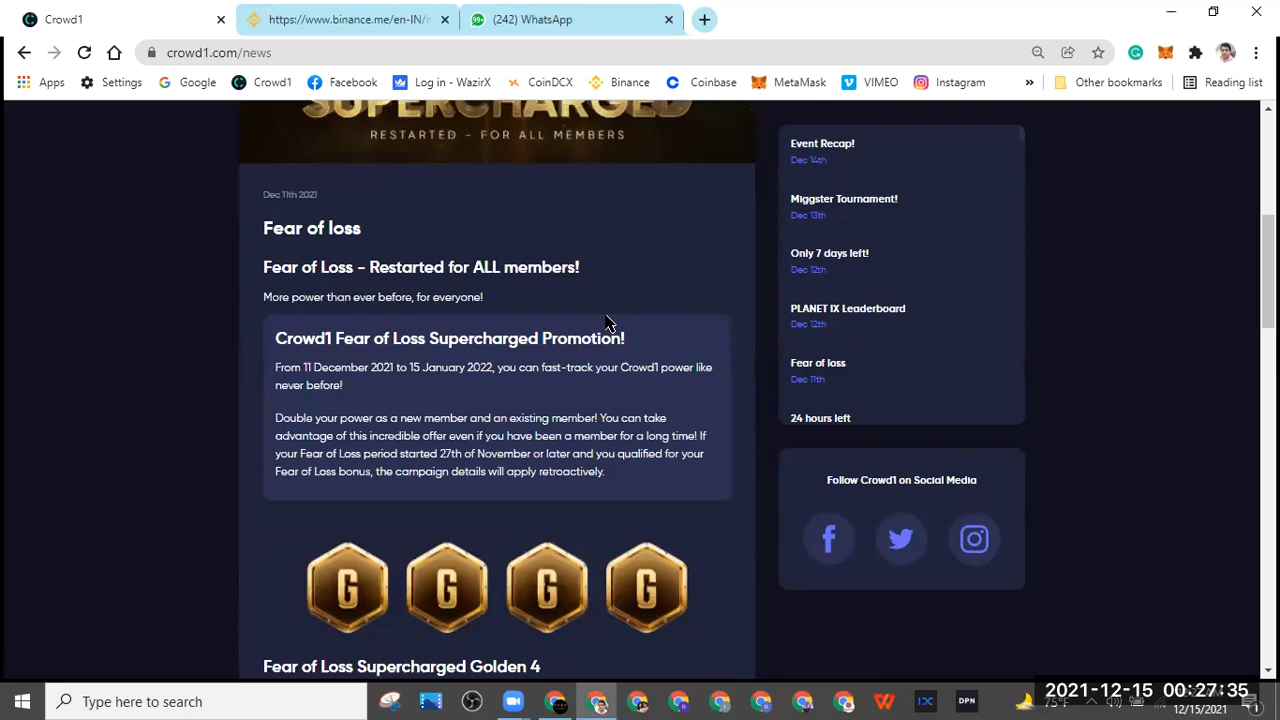 Crowd1
https://www.binance.me/en-IN/r
99+
(242) WhatsApp
crowd1.com/news
Apps
Settings
Google
Crowd1
Facebook
Log in - WazirX
CoinDCX
Binance
Coinbase
MetaMask
VIMEO
Instagram
»
Other bookmarks
Reading list
SUPERCHARGED
RESTARTED - FOR ALL MEMBERS
Dec 11th 2021
Fear of loss
Fear of Loss - Restarted for ALL members!
More power than ever before, for everyone!
Crowd1 Fear of Loss Supercharged Promotion!
From 11 December 2021 to 15 January 2022, you can fast-track your Crowd1 power like
never before!
Double your power as a new member and an existing member! You can take
advantage of this incredible offer even if you have been a member for a long time! If
your Fear of Loss period started 27th of November or later and you qualified for your
Fear of Loss bonus, the campaign details will apply retroactively.
G G G G
Fear of Loss Supercharged Golden 4
Event Recap!
Dec 14th
Miggster Tournament!
Dec 13th
Only 7 days left!
Dec 12th
PLANET IX Leaderboard
Dec 12th
Fear of loss
Dec 11th
24 hours left
Follow Crowd1 on Social Media
Type here to search
DPN
75°F
2021-12-15 00:27:35
12/15/2021